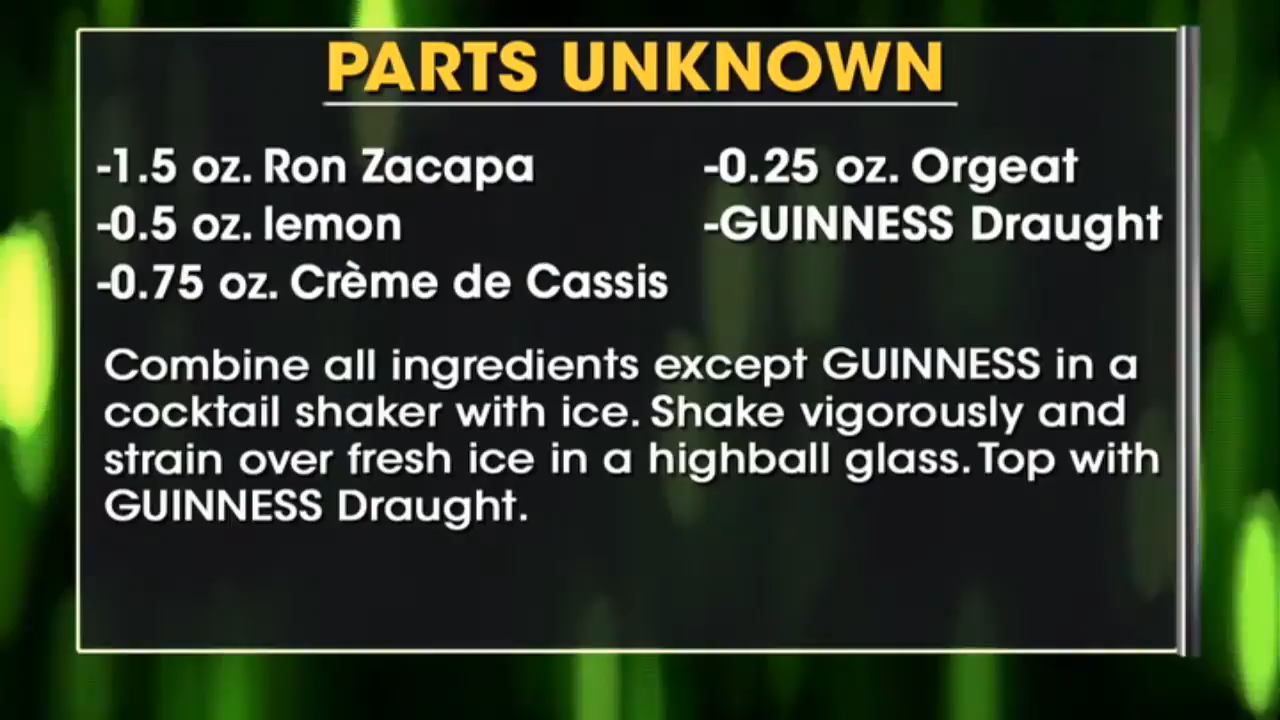 PARTS UNKNOWN
-1.5 oz. Ron Zacapa
-0.5 oz. lemon
-0.75 oz. Crème de Cassis
-0.25 oz. Orgeat
-GUINNESS Draught
Combine all ingredients except GUINNESS in a
cocktail shaker with ice. Shake vigorously and
strain over fresh ice in a highball glass. Top with
GUINNESS Draught.